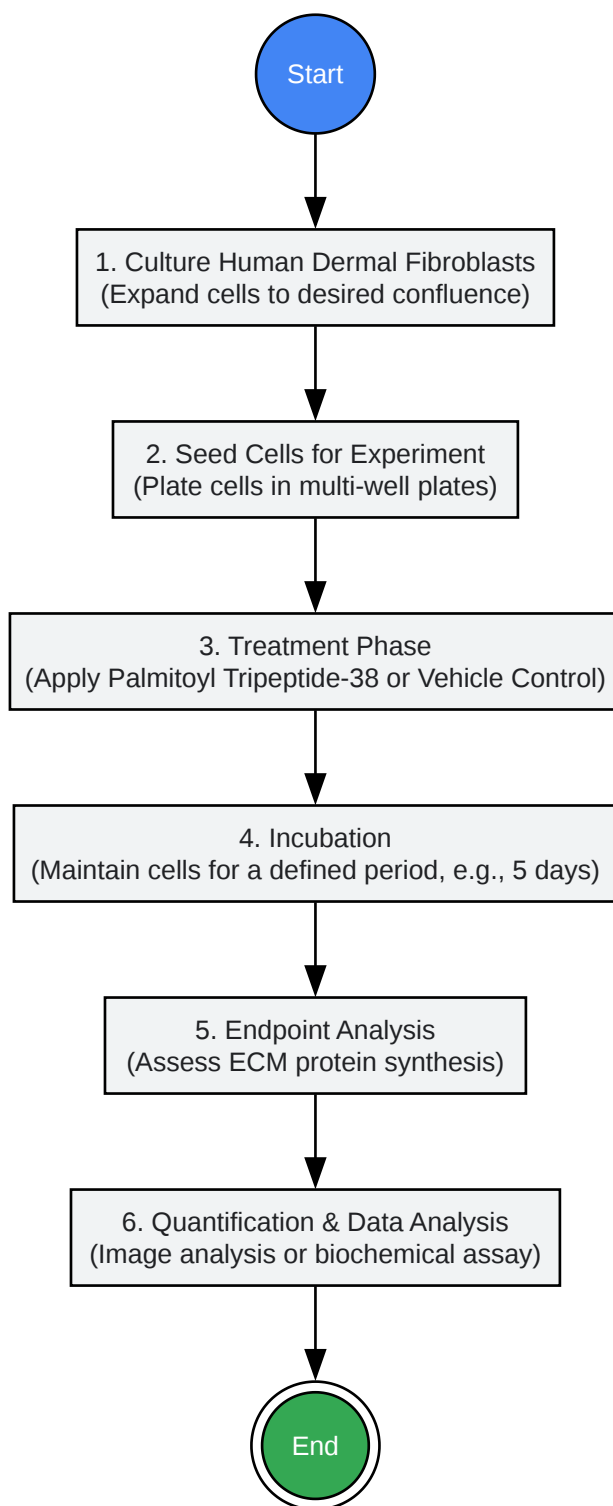 Start
1. Culture Human Dermal Fibroblasts
(Expand cells to desired confluence)
2. Seed Cells for Experiment
(Plate cells in multi-well plates)
3. Treatment Phase
(Apply Palmitoyl Tripeptide-38 or Vehicle Control)
4. Incubation
(Maintain cells for a defined period, e.g., 5 days)
5. Endpoint Analysis
(Assess ECM protein synthesis)
6. Quantification & Data Analysis
(Image analysis or biochemical assay)
End